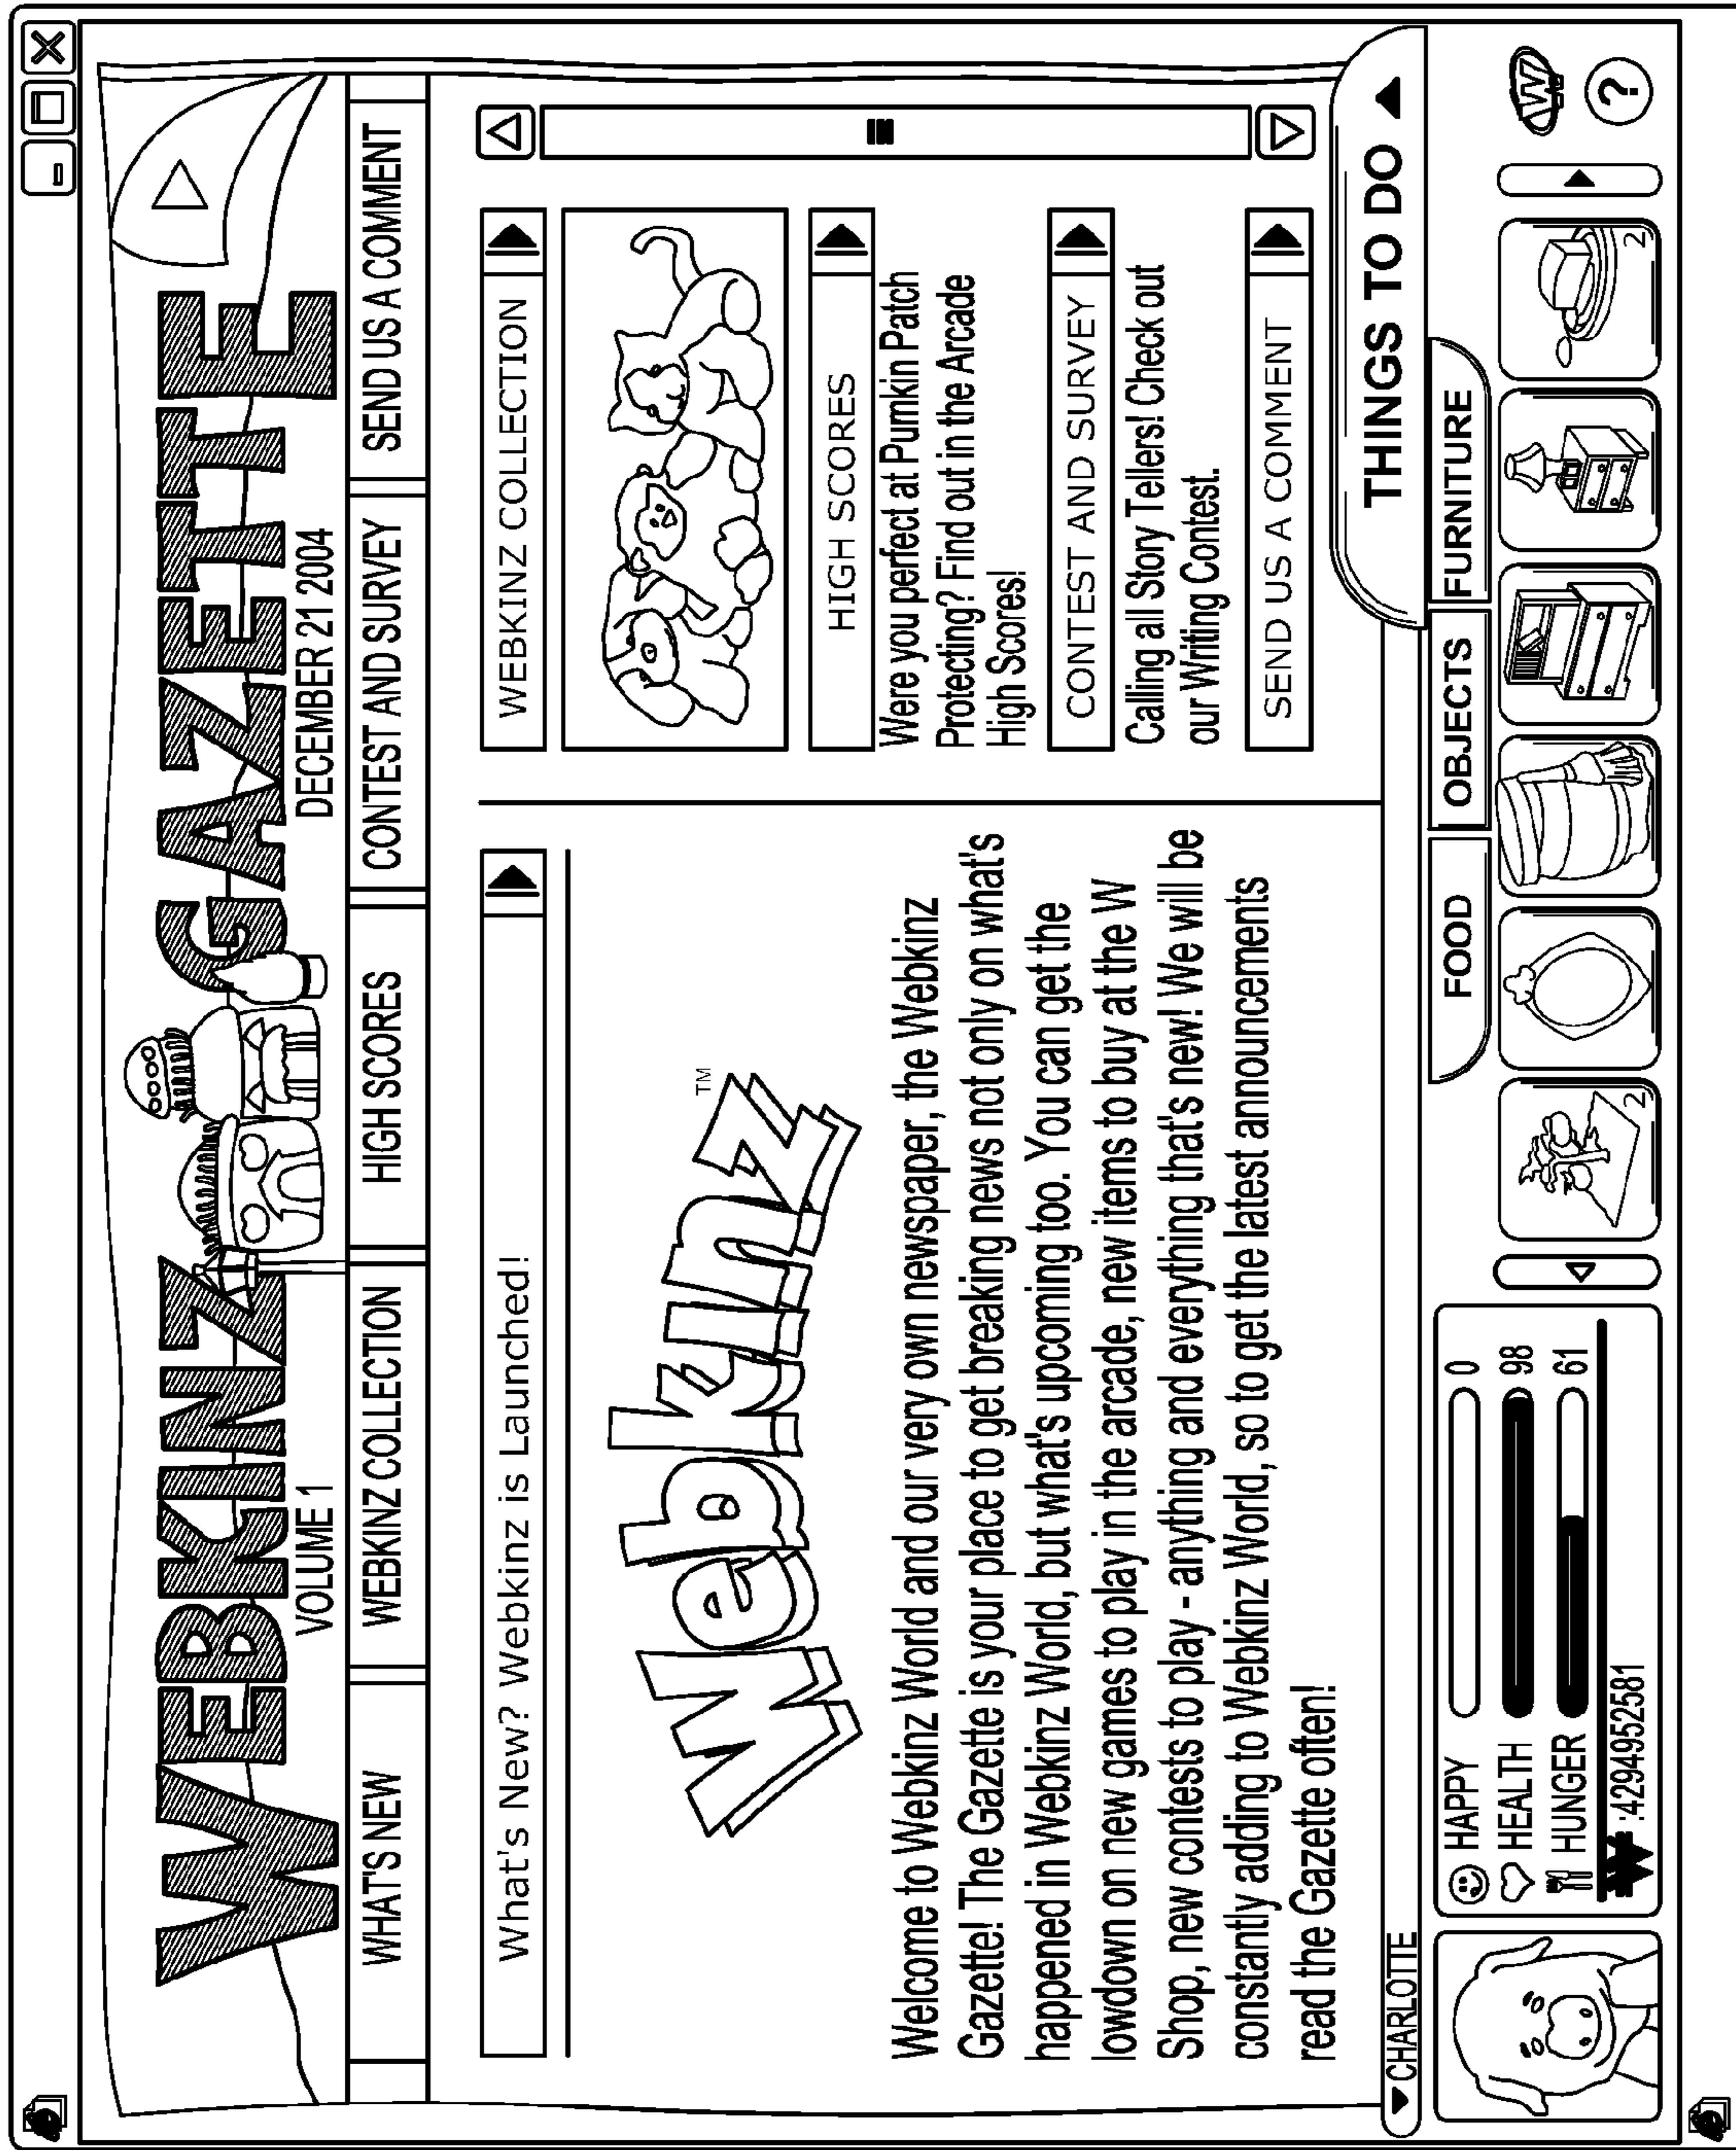 WEBKINZ GAZETTE
VOLUME 1
DECEMBER 21 2004
WHAT'S NEW
WEBKINZ COLLECTION
HIGH SCORES
CONTEST AND SURVEY
SEND US A COMMENT
What's New? Webkinz is Launched!
Webkinz TM
Welcome to Webkinz World and our very own newspaper, the Webkinz
Gazette! The Gazette is your place to get breaking news not only on what's
happened in Webkinz World, but what's upcoming too. You can get the
lowdown on new games to play in the arcade, new items to buy at the W
Shop, new contests to play - anything and everything that's new! We will be
constantly adding to Webkinz World, so to get the latest announcements
read the Gazette often!
WEBKINZ COLLECTION
HIGH SCORES
Were you perfect at Pumkin Patch
Protecting? Find out in the Arcade
High Scores!
CONTEST AND SURVEY
Calling all Story Tellers! Check out
our Writing Contest.
SEND US A COMMENT
THINGS TO DO
CHARLOTTE
HAPPY 0
HEALTH 98
HUNGER 61
W :4294952581
FOOD
OBJECTS
FURNITURE
2
2
W
?